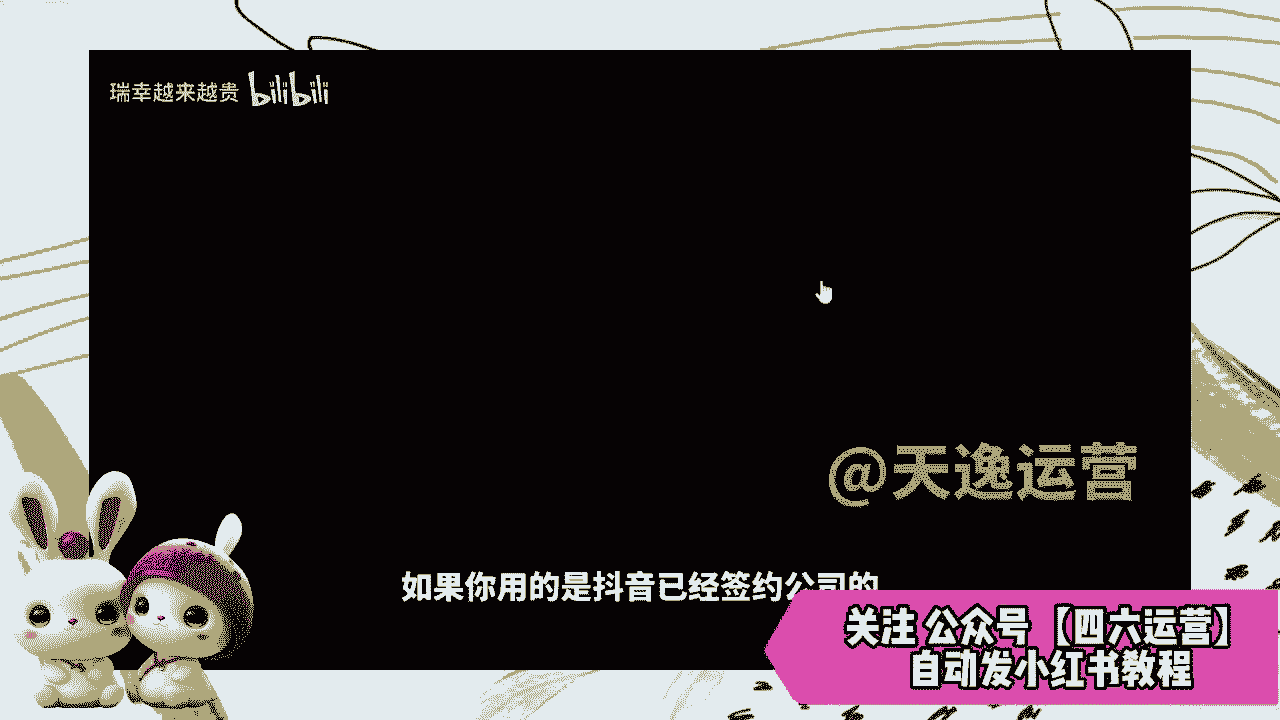 瑞幸越来越贵 bilibili
@天逸运营
如果你用的是抖音已经签约公司的
关注 公众号【四六运营】
自动发小红书教程